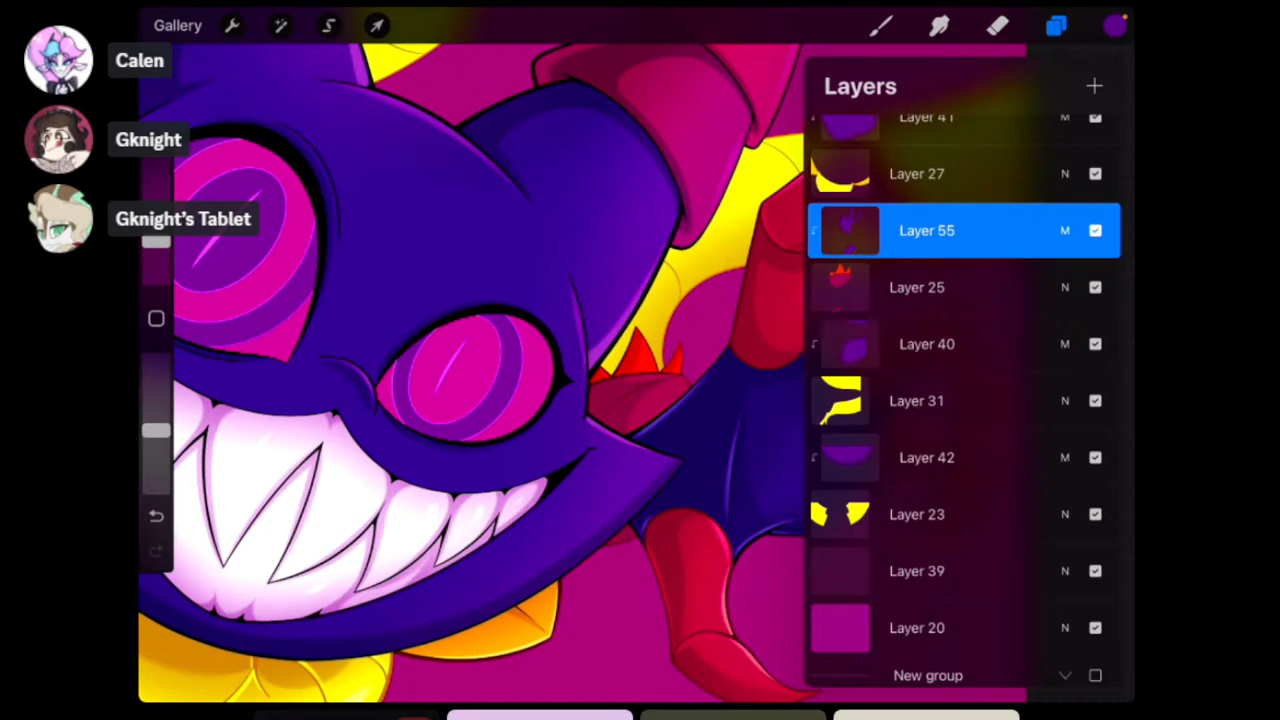 Gallery
Calen
Gknight
Gknight's Tablet
Layers
Layer 41 M
Layer 27 N
Layer 55 M
Layer 25 N
Layer 40 M
Layer 31 N
Layer 42 M
Layer 23 N
Layer 39 N
Layer 20 N
New group